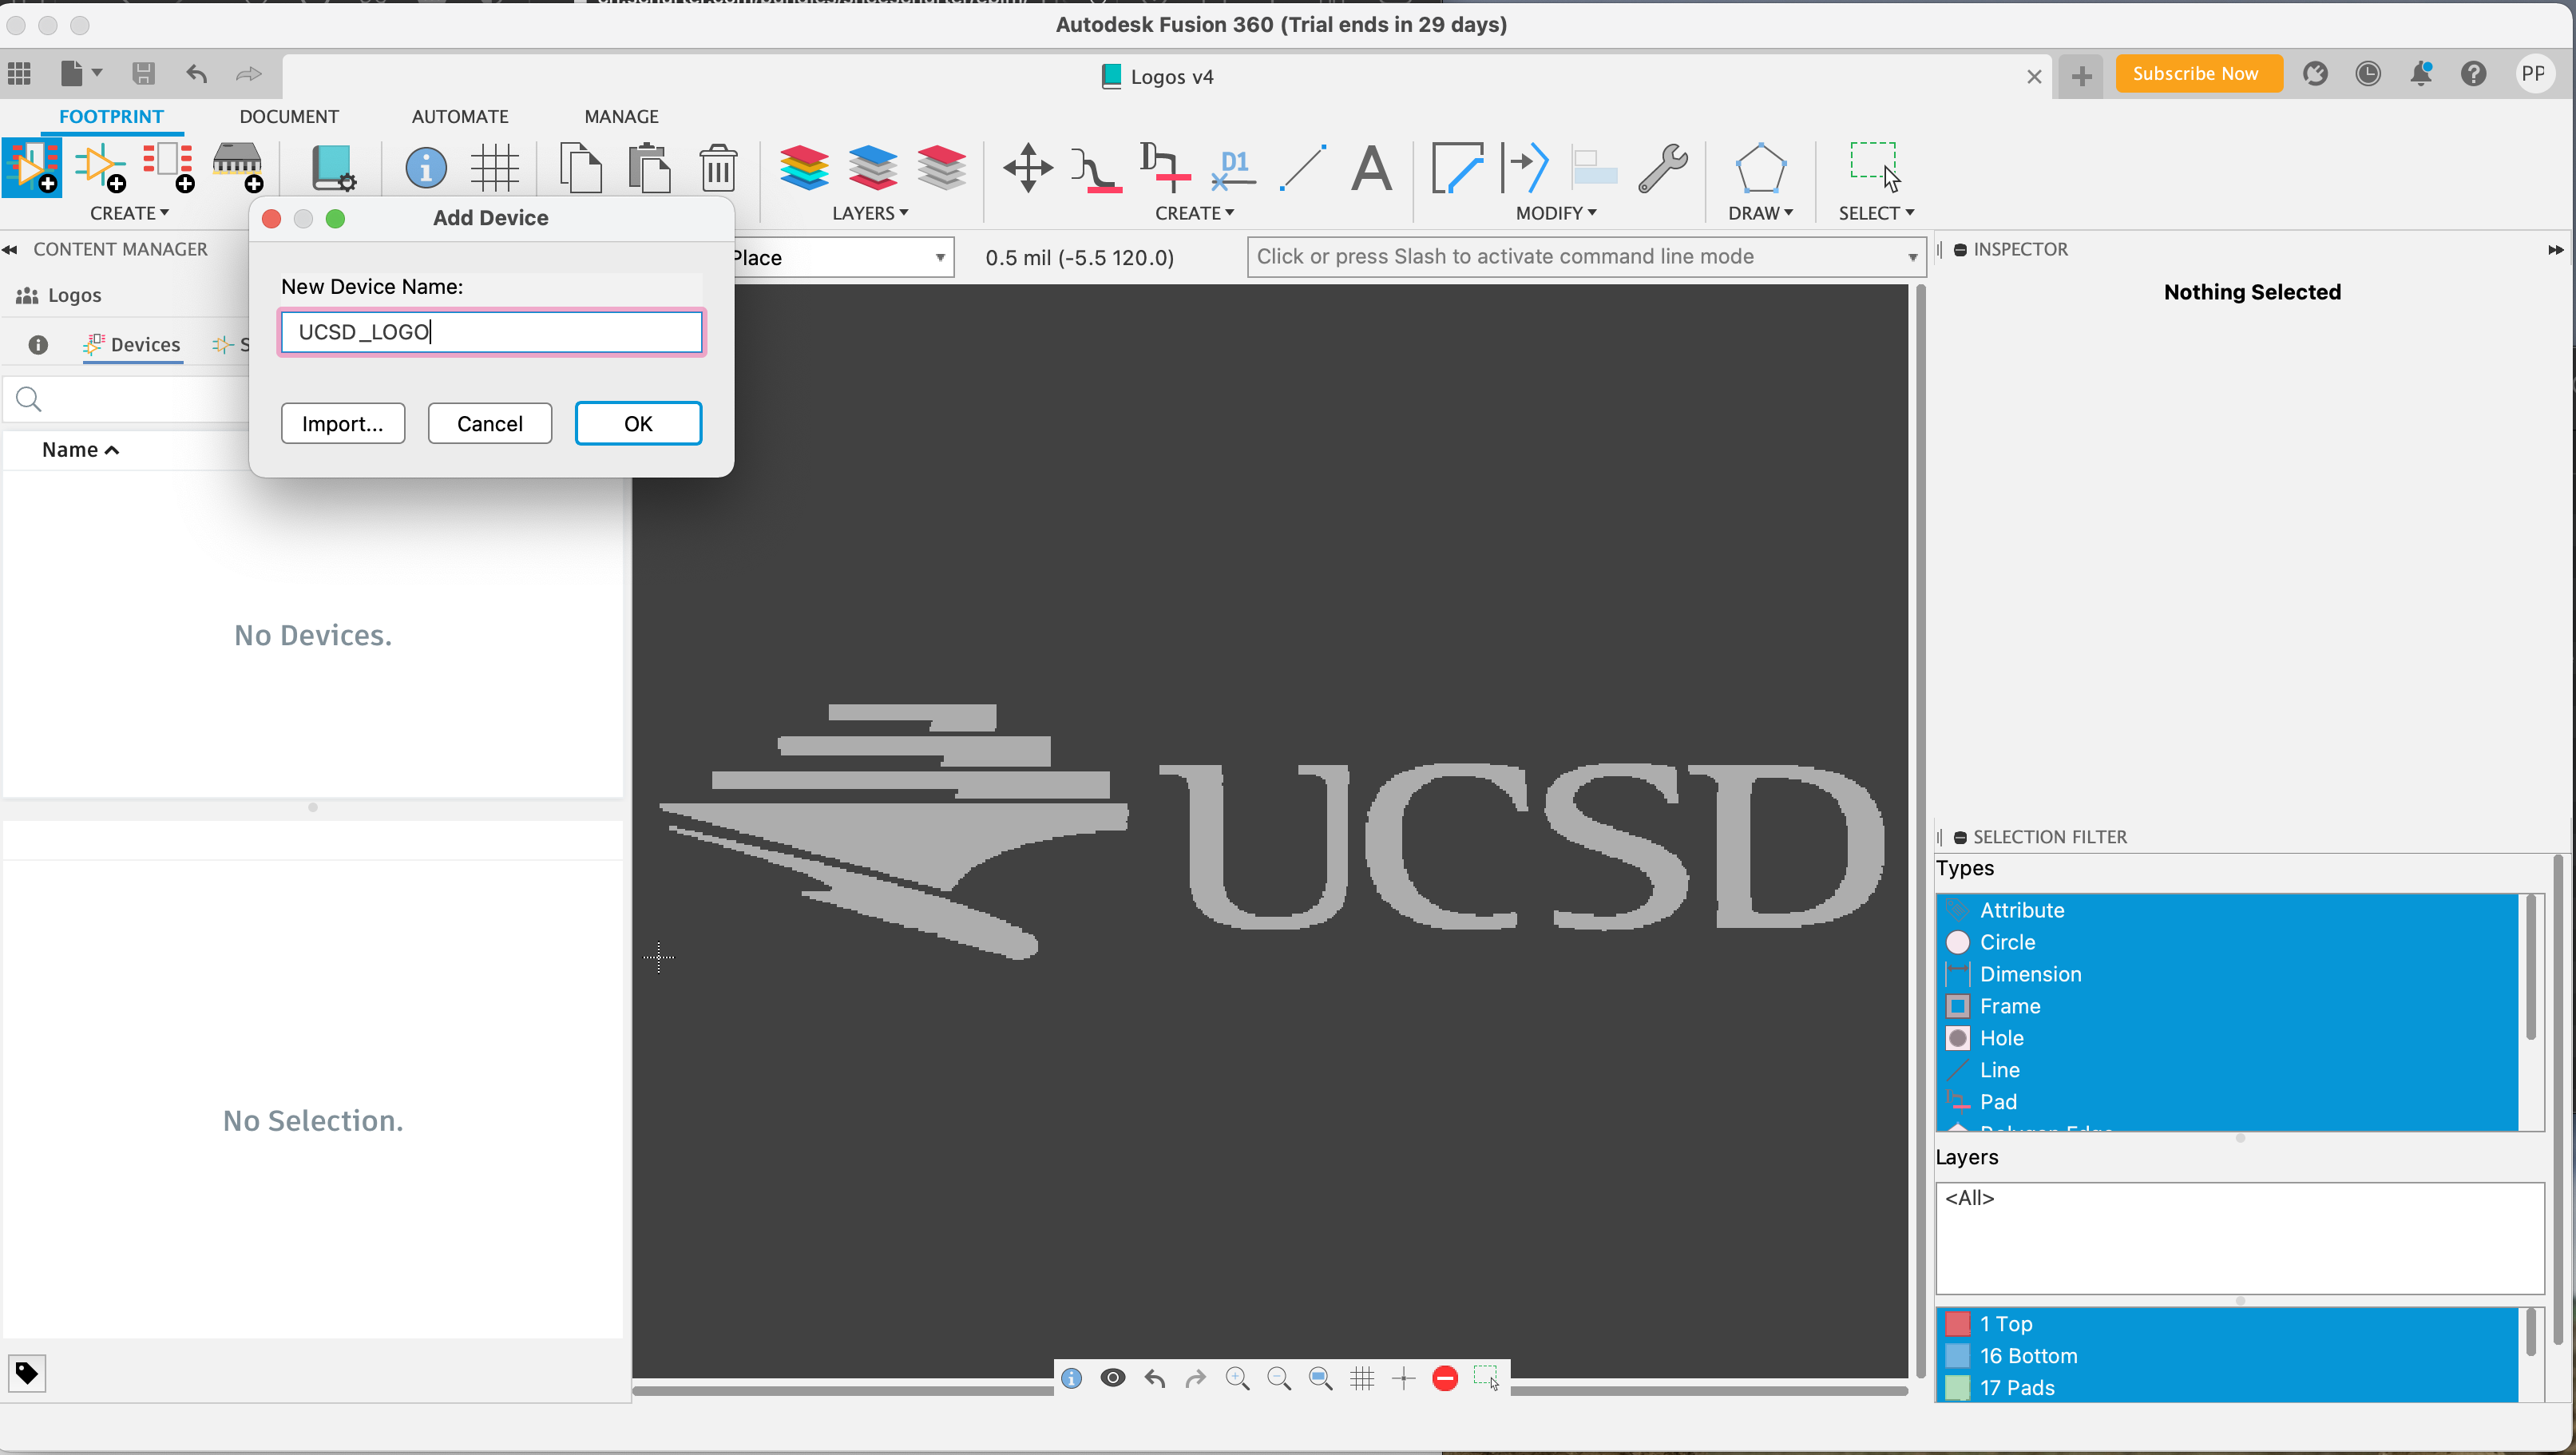 Autodesk Fusion 360 (Trial ends in 29 days)
Logos v4
Subscribe Now
PP
FOOTPRINT
DOCUMENT
AUTOMATE
MANAGE
D1
A
CREATE
LAYERS
CREATE
MODIFY
DRAW
SELECT
CONTENT MANAGER
Logos
Devices
Name
No Devices.
No Selection.
Add Device
New Device Name:
UCSD_LOGO
Import...
Cancel
OK
Place
0.5 mil (-5.5 120.0)
Click or press Slash to activate command line mode
UCSD
INSPECTOR
Nothing Selected
SELECTION FILTER
Types
Attribute
Circle
Dimension
Frame
Hole
Line
Pad
Layers
<All>
1 Top
16 Bottom
17 Pads